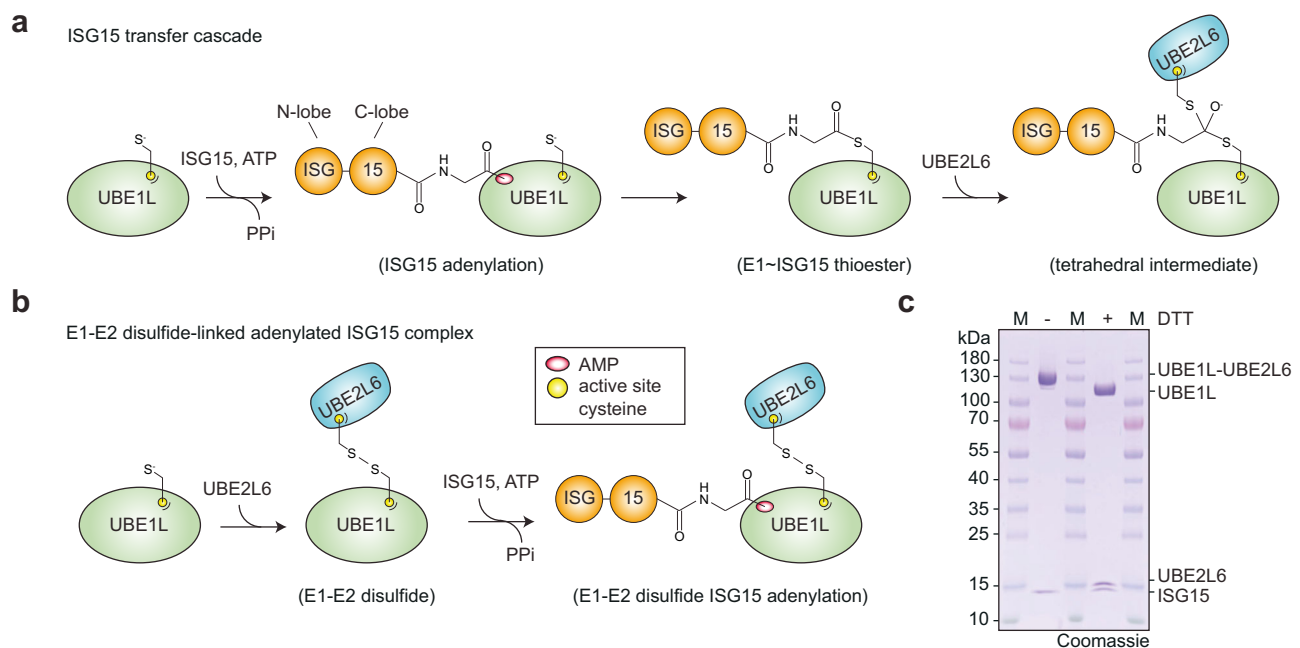 a
ISG15 transfer cascade
N-lobe
C-lobe
S-
ISG15, ATP
PPi
UBE1L
ISG
15
H
N
O
O
S-
UBE1L
(ISG15 adenylation)
ISG
15
H
N
O
O
S
UBE1L
(E1~ISG15 thioester)
UBE2L6
UBE2L6
ISG
15
H
N
O
S
O-
S
UBE1L
(tetrahedral intermediate)
b
E1-E2 disulfide-linked adenylated ISG15 complex
S-
UBE1L
UBE2L6
UBE2L6
S
S
UBE1L
(E1-E2 disulfide)
ISG15, ATP
PPi
AMP
active site
cysteine
UBE2L6
S
S
ISG
15
H
N
O
O
UBE1L
(E1-E2 disulfide ISG15 adenylation)
c
M - M + M DTT
kDa
180
130
100
70
55
40
35
25
15
10
UBE1L-UBE2L6
UBE1L
UBE2L6
ISG15
Coomassie